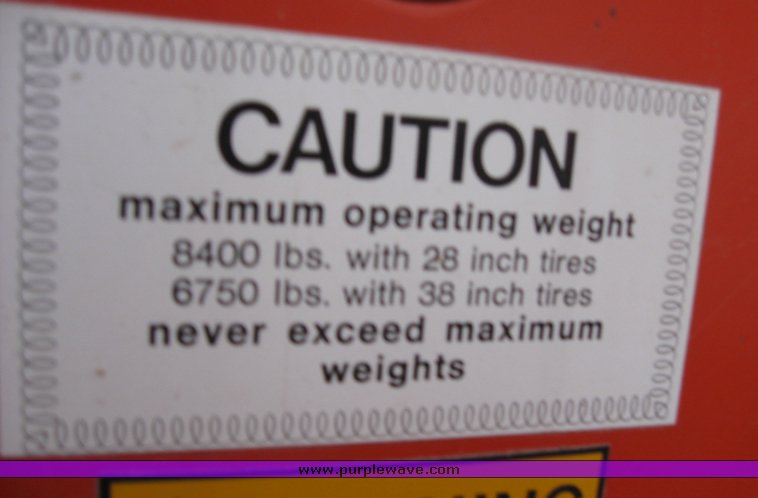 CAUTION
maximum operating weight
8400 lbs. with 28 inch tires
6750 lbs. with 38 inch tires
never exceed maximum
weights
www.purplewave.com